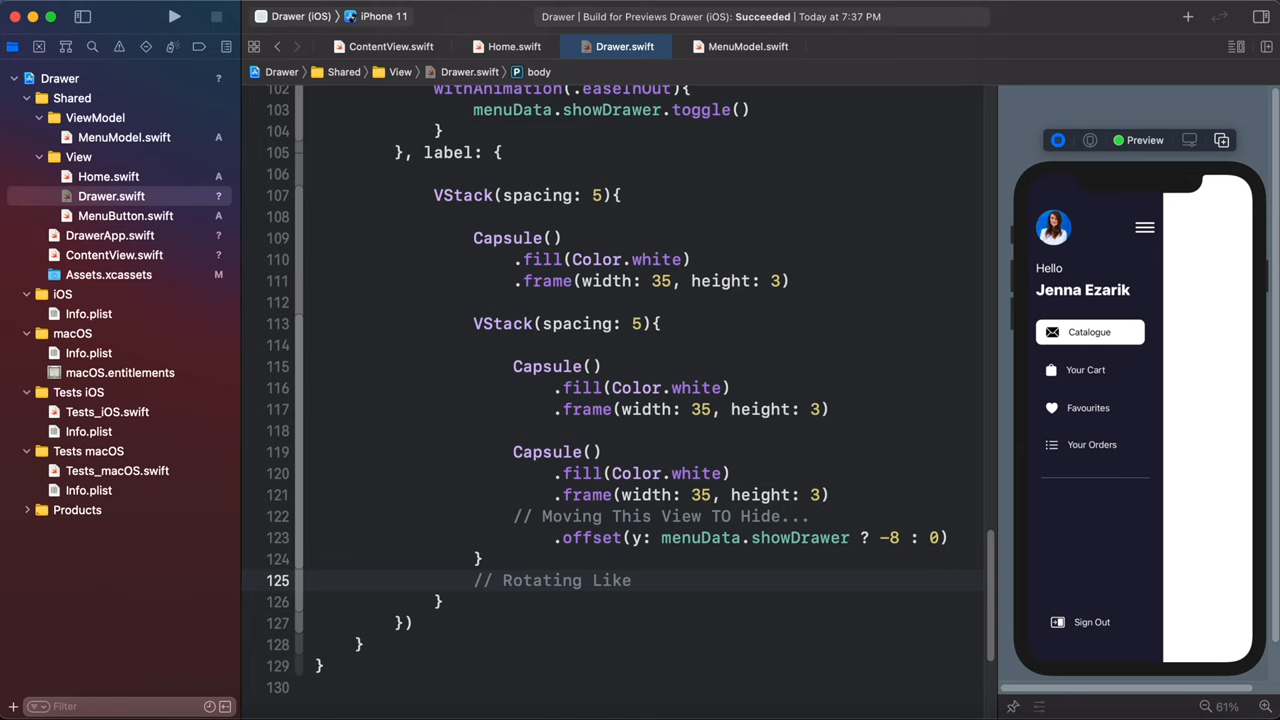 Drawer (iOS) 〉 iPhone 11
Drawer | Build for Previews Drawer (iOS): Succeeded | Today at 7:37 PM
ContentView.swift
Home.swift
Drawer.swift
MenuModel.swift
Drawer 〉 Shared 〉 View 〉 Drawer.swift 〉 P body
Drawer ?
Shared
ViewModel
MenuModel.swift A
View
Home.swift A
Drawer.swift ?
MenuButton.swift A
DrawerApp.swift ?
ContentView.swift ?
Assets.xcassets M
iOS
Info.plist
macOS
Info.plist
macOS.entitlements
Tests iOS
Tests_iOS.swift
Info.plist
Tests macOS
Tests_macOS.swift
Info.plist
Products
Filter
102 withAnimation(.easeInOut){
103 menuData.showDrawer.toggle()
104 }
105 }, label: {
106
107 VStack(spacing: 5){
108
109 Capsule()
110 .fill(Color.white)
111 .frame(width: 35, height: 3)
112
113 VStack(spacing: 5){
114
115 Capsule()
116 .fill(Color.white)
117 .frame(width: 35, height: 3)
118
119 Capsule()
120 .fill(Color.white)
121 .frame(width: 35, height: 3)
122 // Moving This View TO Hide...
123 .offset(y: menuData.showDrawer ? -8 : 0)
124 }
125 // Rotating Like
126 }
127 })
128 }
129 }
130
Preview
Hello
Jenna Ezarik
Catalogue
Your Cart
Favourites
Your Orders
Sign Out
61%